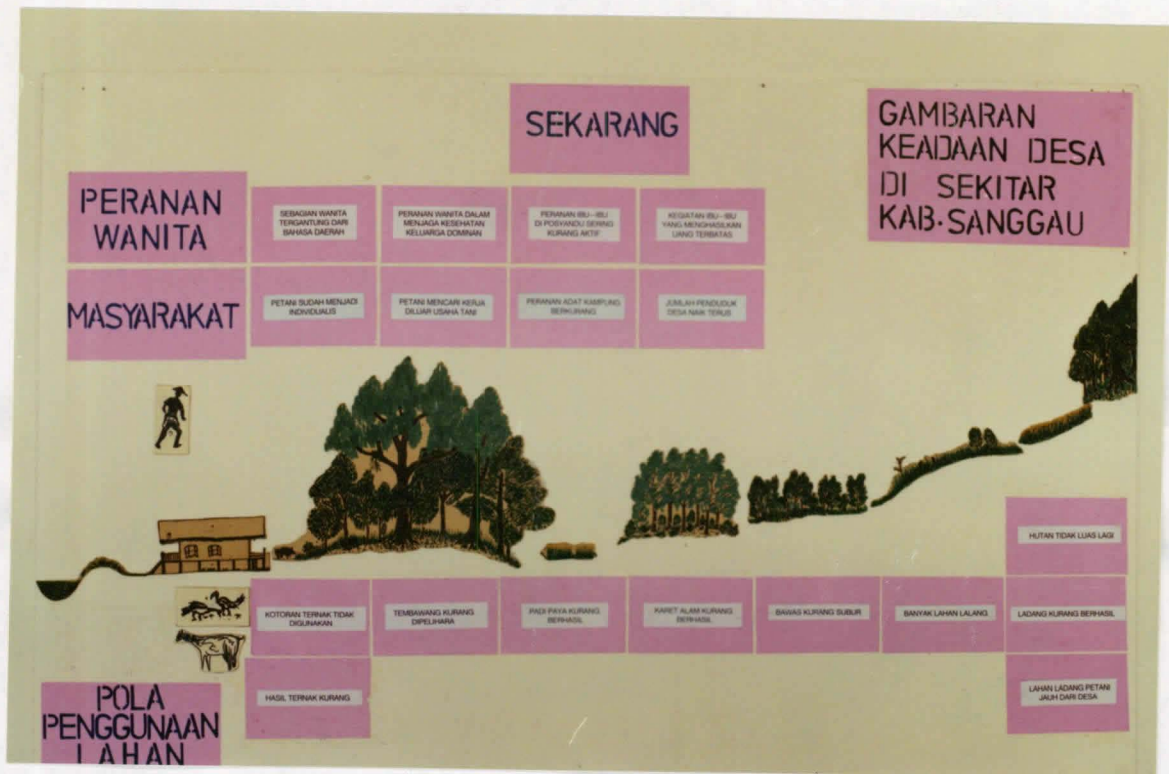 SEKARANG
GAMBARAN
KEADAAN DESA
DI SEKITAR
KAB. SANGGAU
PERANAN
WANITA
SEBAGIAN WANITA
TERGANTUNG DARI
BAHASA DAERAH
PERANAN WANITA DALAM
MENJAGA KESEHATAN
KELUARGA DOMINAN
PERANAN IBU-IBU
DI POSYANDU SERING
KURANG AKTIF
KEGIATAN IBU-IBU
YANG MENGHASILKAN
UANG TERBATAS
MASYARAKAT
PETANI SUDAH MENJADI
INDIVIDUALIS
PETANI MENCARI KERJA
DILUAR USAHA TANI
PERANAN ADAT KAMPUNG
BERKURANG
JUMLAH PENDUDUK
DESA NAIK TERUS
HUTAN TIDAK LUAS LAGI
KOTORAN TERNAK TIDAK
DIGUNAKAN
TEMBAWANG KURANG
DIPELIHARA
PADI PAYA KURANG
BERHASIL
KARET ALAM KURANG
BERHASIL
BAWAS KURANG SUBUR
BANYAK LAHAN LALANG
LADANG KURANG BERHASIL
HASIL TERNAK KURANG
LAHAN LADANG PETANI
JAUH DARI DESA
POLA
PENGGUNAAN
LAHAN